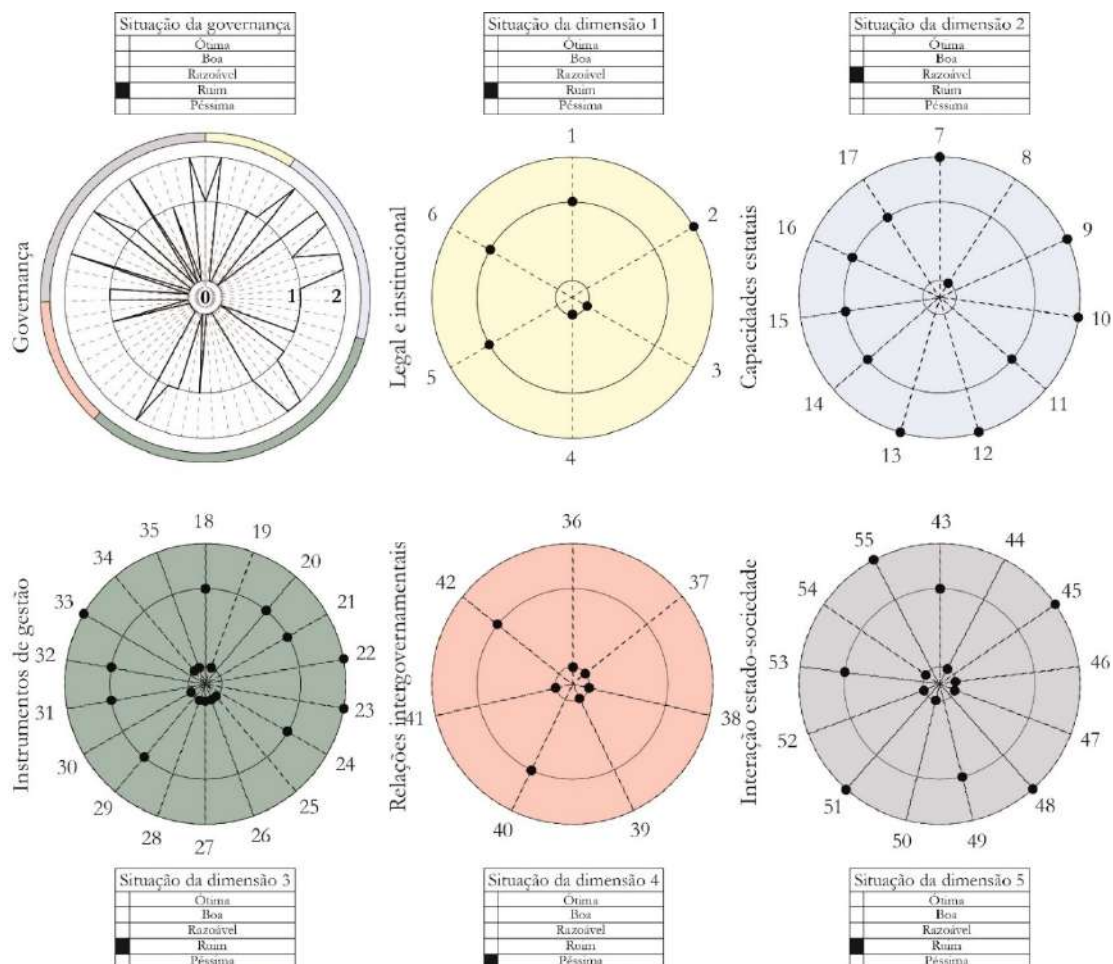 Situação da governança
Ótima
Boa
Razoável
Ruim
Péssima
Situação da dimensão 1
Ótima
Boa
Razoável
Ruim
Péssima
Situação da dimensão 2
Ótima
Boa
Razoável
Ruim
Péssima
Governança
0 1 2
Legal e institucional
1
2
3
4
5
6
Capacidades estatais
7
8
9
10
11
12
13
14
15
16
17
Instrumentos de gestão
18
19
20
21
22
23
24
25
26
27
28
29
30
31
32
33
34
35
Relações intergovernamentais
36
37
38
39
40
41
42
Interação estado-sociedade
43
44
45
46
47
48
49
50
51
52
53
54
55
Situação da dimensão 3
Ótima
Boa
Razoável
Ruim
Péssima
Situação da dimensão 4
Ótima
Boa
Razoável
Ruim
Péssima
Situação da dimensão 5
Ótima
Boa
Razoável
Ruim
Péssima